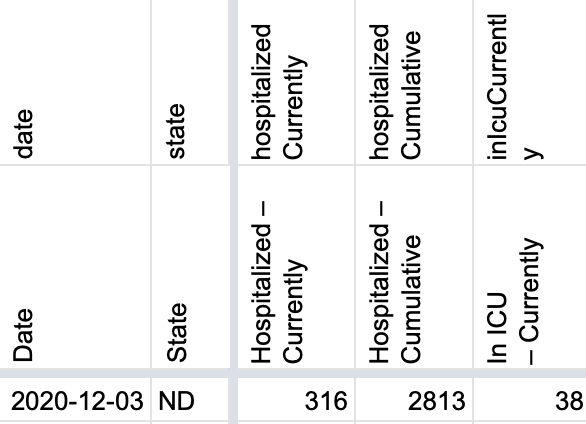 date
state
hospitalized
Currently
hospitalized
Cumulative
inIcuCurrentl
y
Date
State
Hospitalized –
Currently
Hospitalized –
Cumulative
In ICU
– Currently
2020-12-03 ND 316 2813 38